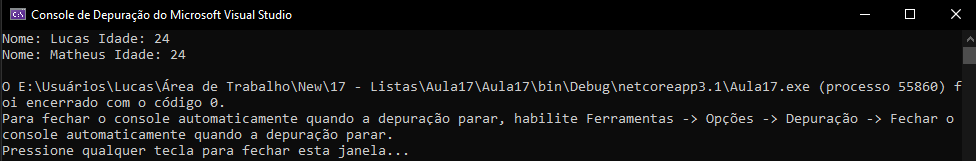 Console de Depuração do Microsoft Visual Studio
Nome: Lucas Idade: 24
Nome: Matheus Idade: 24
O E:\Usuários\Lucas\Área de Trabalho\New\17 - Listas\Aula17\Aula17\bin\Debug\netcoreapp3.1\Aula17.exe (processo 55860) f
oi encerrado com o código 0.
Para fechar o console automaticamente quando a depuração parar, habilite Ferramentas -> Opções -> Depuração -> Fechar o
console automaticamente quando a depuração parar.
Pressione qualquer tecla para fechar esta janela...